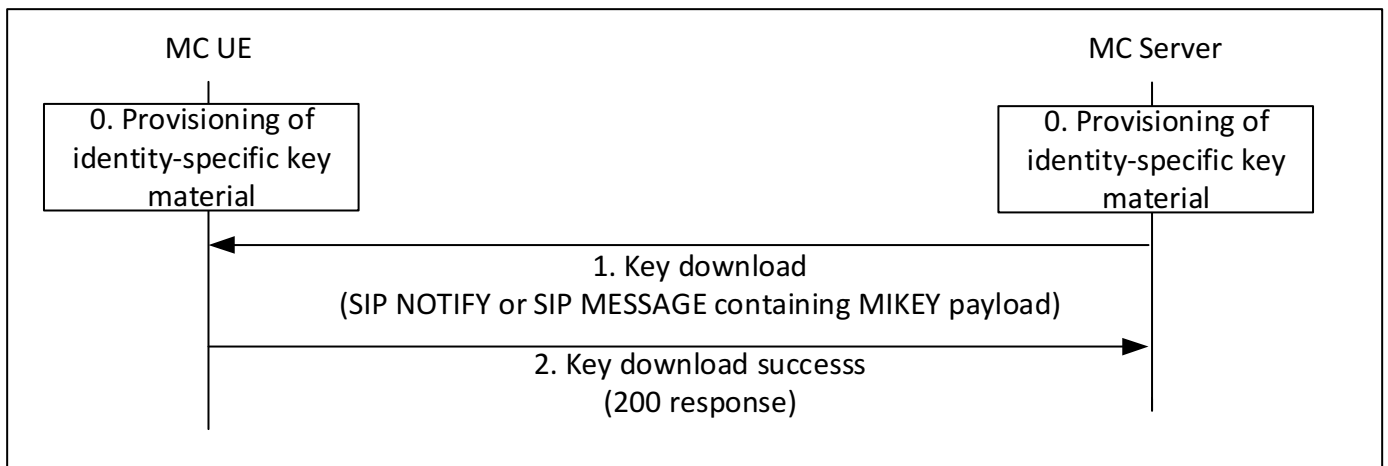 MC UE
MC Server
0. Provisioning of
identity-specific key
material
0. Provisioning of
identity-specific key
material
1. Key download
(SIP NOTIFY or SIP MESSAGE containing MIKEY payload)
2. Key download successs
(200 response)